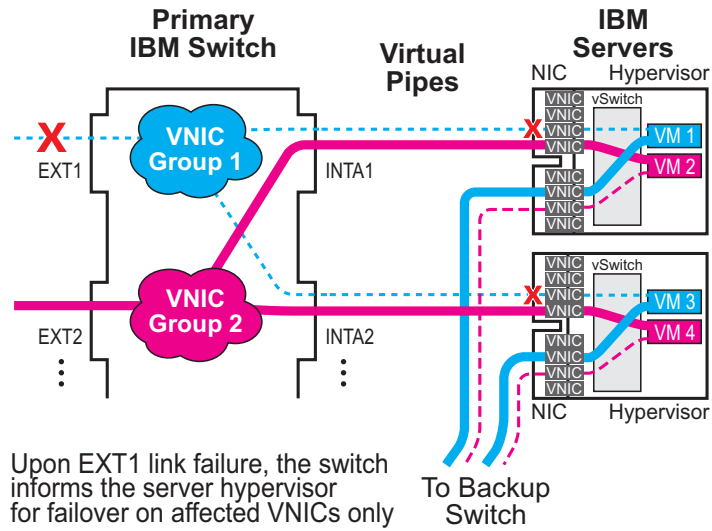 Primary
IBM Switch
Virtual
Pipes
IBM
Servers
NIC
Hypervisor
VNIC
VNIC
VNIC
VNIC
vSwitch
VM 1
VM 2
VNIC
VNIC
VNIC
VNIC
X
X
EXT1
VNIC
Group 1
INTA1
VNIC
VNIC
VNIC
VNIC
vSwitch
VM 3
VM 4
VNIC
VNIC
VNIC
VNIC
X
VNIC
Group 2
EXT2
INTA2
NIC
Hypervisor
Upon EXT1 link failure, the switch
informs the server hypervisor
for failover on affected VNICs only
To Backup
Switch